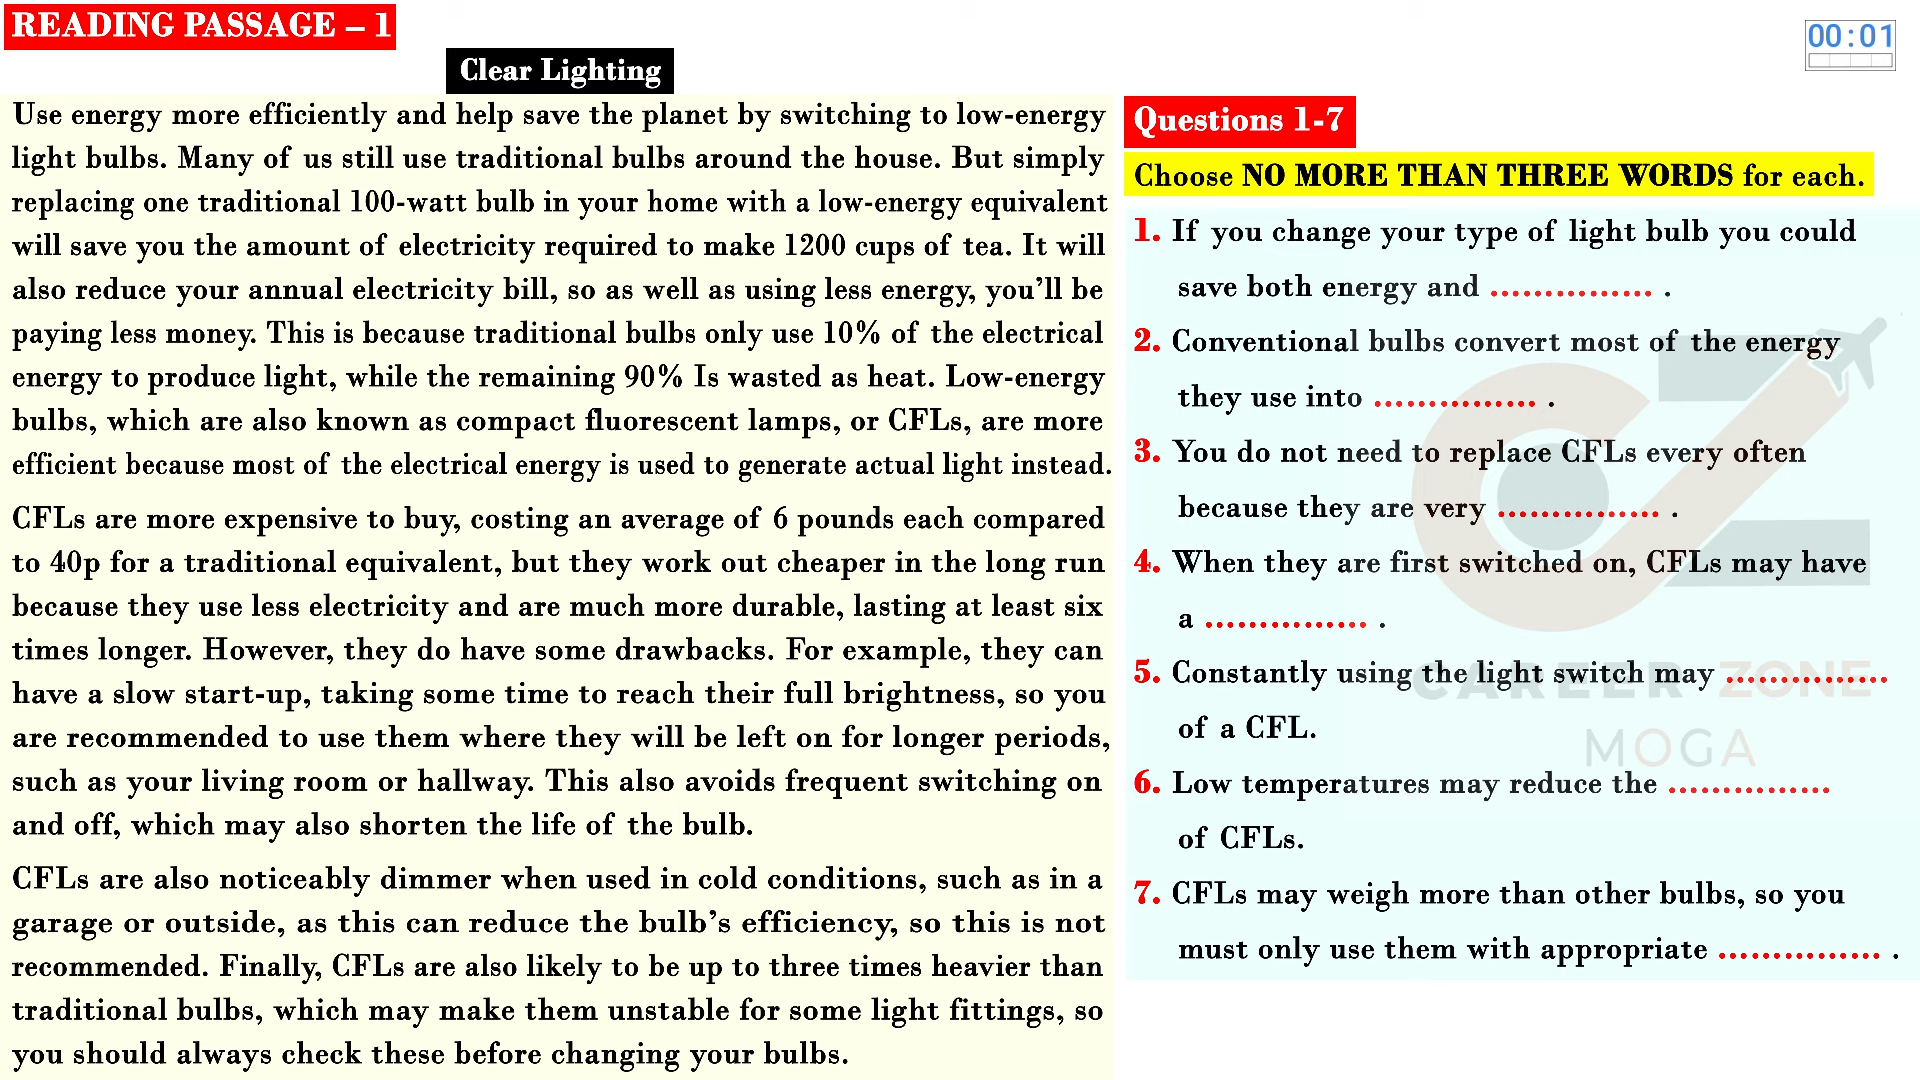 READING PASSAGE – 1
00:01
Clear Lighting
Use energy more efficiently and help save the planet by switching to low-energy
light bulbs. Many of us still use traditional bulbs around the house. But simply
replacing one traditional 100-watt bulb in your home with a low-energy equivalent
will save you the amount of electricity required to make 1200 cups of tea. It will
also reduce your annual electricity bill, so as well as using less energy, you'll be
paying less money. This is because traditional bulbs only use 10% of the electrical
energy to produce light, while the remaining 90% Is wasted as heat. Low-energy
bulbs, which are also known as compact fluorescent lamps, or CFLs, are more
efficient because most of the electrical energy is used to generate actual light instead.
CFLs are more expensive to buy, costing an average of 6 pounds each compared
to 40p for a traditional equivalent, but they work out cheaper in the long run
because they use less electricity and are much more durable, lasting at least six
times longer. However, they do have some drawbacks. For example, they can
have a slow start-up, taking some time to reach their full brightness, so you
are recommended to use them where they will be left on for longer periods,
such as your living room or hallway. This also avoids frequent switching on
and off, which may also shorten the life of the bulb.
CFLs are also noticeably dimmer when used in cold conditions, such as in a
garage or outside, as this can reduce the bulb's efficiency, so this is not
recommended. Finally, CFLs are also likely to be up to three times heavier than
traditional bulbs, which may make them unstable for some light fittings, so
you should always check these before changing your bulbs.
Questions 1-7
Choose NO MORE THAN THREE WORDS for each.
1. If you change your type of light bulb you could
save both energy and ............... .
2. Conventional bulbs convert most of the energy
they use into ............... .
3. You do not need to replace CFLs every often
because they are very ............... .
4. When they are first switched on, CFLs may have
a ............... .
5. Constantly using the light switch may ...............
of a CFL.
6. Low temperatures may reduce the ...............
of CFLs.
7. CFLs may weigh more than other bulbs, so you
must only use them with appropriate ............... .
CAREER ZONE
MOGA